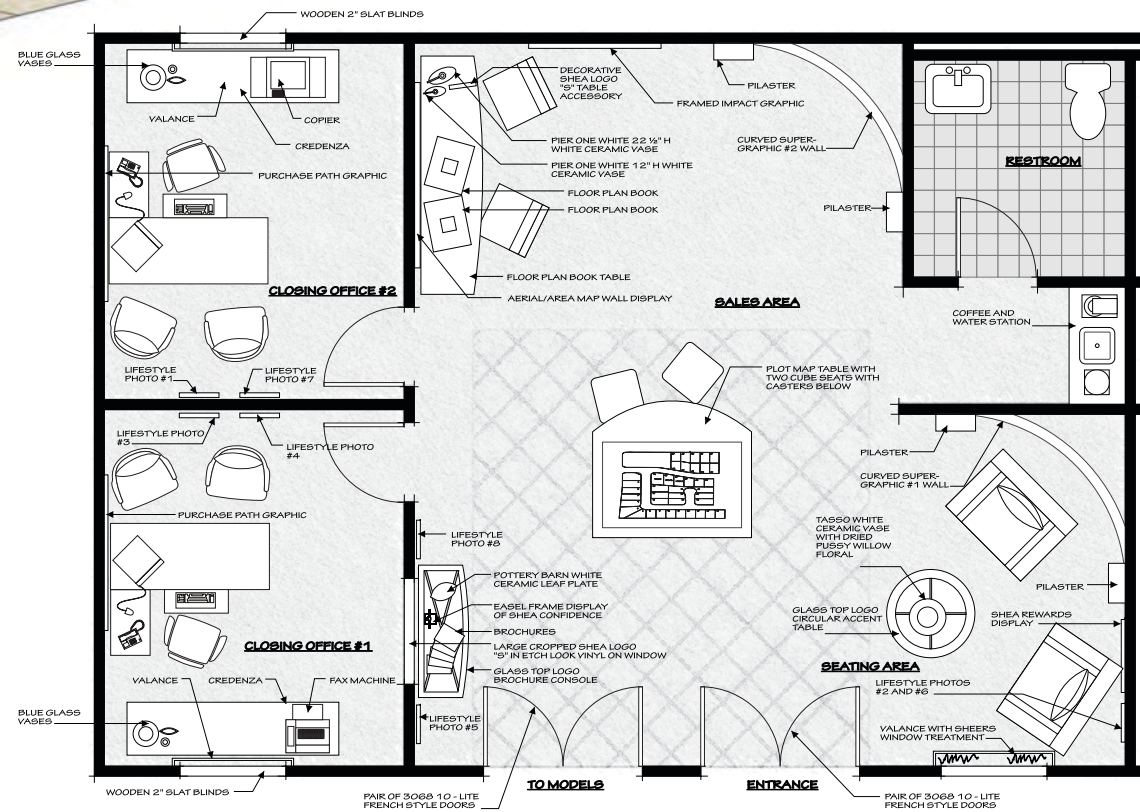 WOODEN 2" SLAT BLINDS
BLUE GLASS
VASES
VALANCE
COPIER
CREDENZA
PURCHASE PATH GRAPHIC
CLOSING OFFICE #2
LIFESTYLE
PHOTO #1
LIFESTYLE
PHOTO #7
DECORATIVE
SHEA LOGO
"S" TABLE
ACCESSORY
PILASTER
FRAMED IMPACT GRAPHIC
PIER ONE WHITE 22 ½" H
WHITE CERAMIC VASE
PIER ONE WHITE 12" H WHITE
CERAMIC VASE
FLOOR PLAN BOOK
FLOOR PLAN BOOK
CURVED SUPER-
GRAPHIC #2 WALL
PILASTER
FLOOR PLAN BOOK TABLE
AERIAL/AREA MAP WALL DISPLAY
SALES AREA
RESTROOM
COFFEE AND
WATER STATION
PLOT MAP TABLE WITH
TWO CUBE SEATS WITH
CASTERS BELOW
LIFESTYLE PHOTO
#3
LIFESTYLE PHOTO
#4
PURCHASE PATH GRAPHIC
CLOSING OFFICE #1
VALANCE
CREDENZA
FAX MACHINE
BLUE GLASS
VASES
WOODEN 2" SLAT BLINDS
LIFESTYLE
PHOTO #8
POTTERY BARN WHITE
CERAMIC LEAF PLATE
EASEL FRAME DISPLAY
OF SHEA CONFIDENCE
BROCHURES
LARGE CROPPED SHEA LOGO
"S" IN ETCH LOOK VINYL ON WINDOW
GLASS TOP LOGO
BROCHURE CONSOLE
LIFESTYLE
PHOTO #5
PILASTER
CURVED SUPER-
GRAPHIC #1 WALL
TASSO WHITE
CERAMIC VASE
WITH DRIED
PUSSY WILLOW
FLORAL
PILASTER
GLASS TOP LOGO
CIRCULAR ACCENT
TABLE
SHEA REWARDS
DISPLAY
SEATING AREA
LIFESTYLE PHOTOS
#2 AND #6
VALANCE WITH SHEERS
WINDOW TREATMENT
TO MODELS
ENTRANCE
PAIR OF 3068 10 - LITE
FRENCH STYLE DOORS
PAIR OF 3068 10 - LITE
FRENCH STYLE DOORS